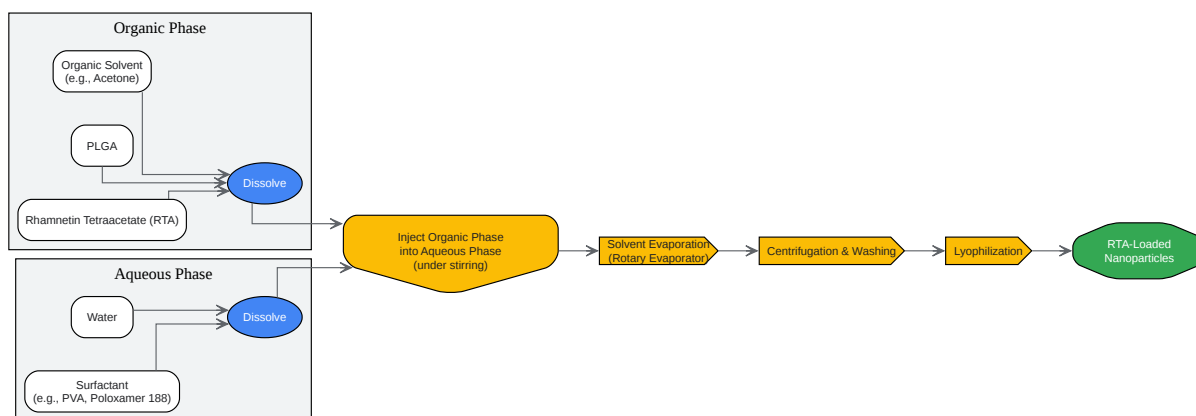 Organic Phase
Organic Solvent
(e.g., Acetone)
PLGA
Dissolve
Rhamnetin Tetraacetate (RTA)
Aqueous Phase
Water
Dissolve
Surfactant
(e.g., PVA, Poloxamer 188)
Inject Organic Phase
into Aqueous Phase
(under stirring)
Solvent Evaporation
(Rotary Evaporator)
Centrifugation & Washing
Lyophilization
RTA-Loaded
Nanoparticles